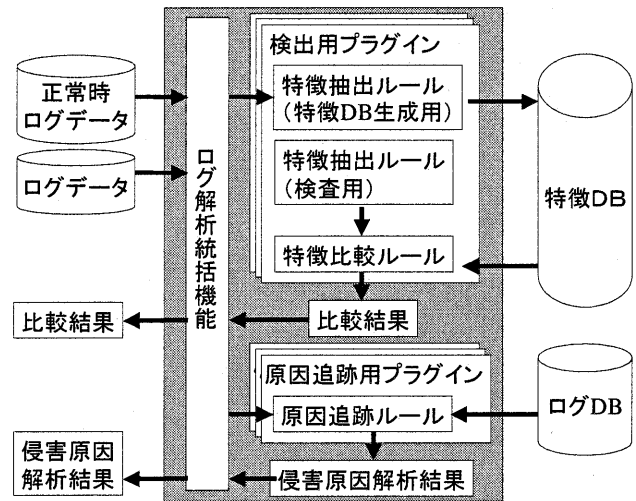 検出用プラグイン
正常時
ログデータ
特徴抽出ルール
(特徴DB生成用)
ログデータ
特徴抽出ルール
(検査用)
特徴DB
ログ解析統括機能
特徴比較ルール
比較結果
比較結果
原因追跡用プラグイン
原因追跡ルール
ログDB
侵害原因
解析結果
侵害原因解析結果